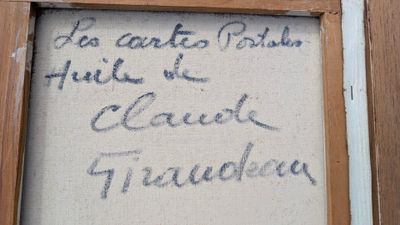 Les cartes Postales
Huile de
Claude
Giraudeau